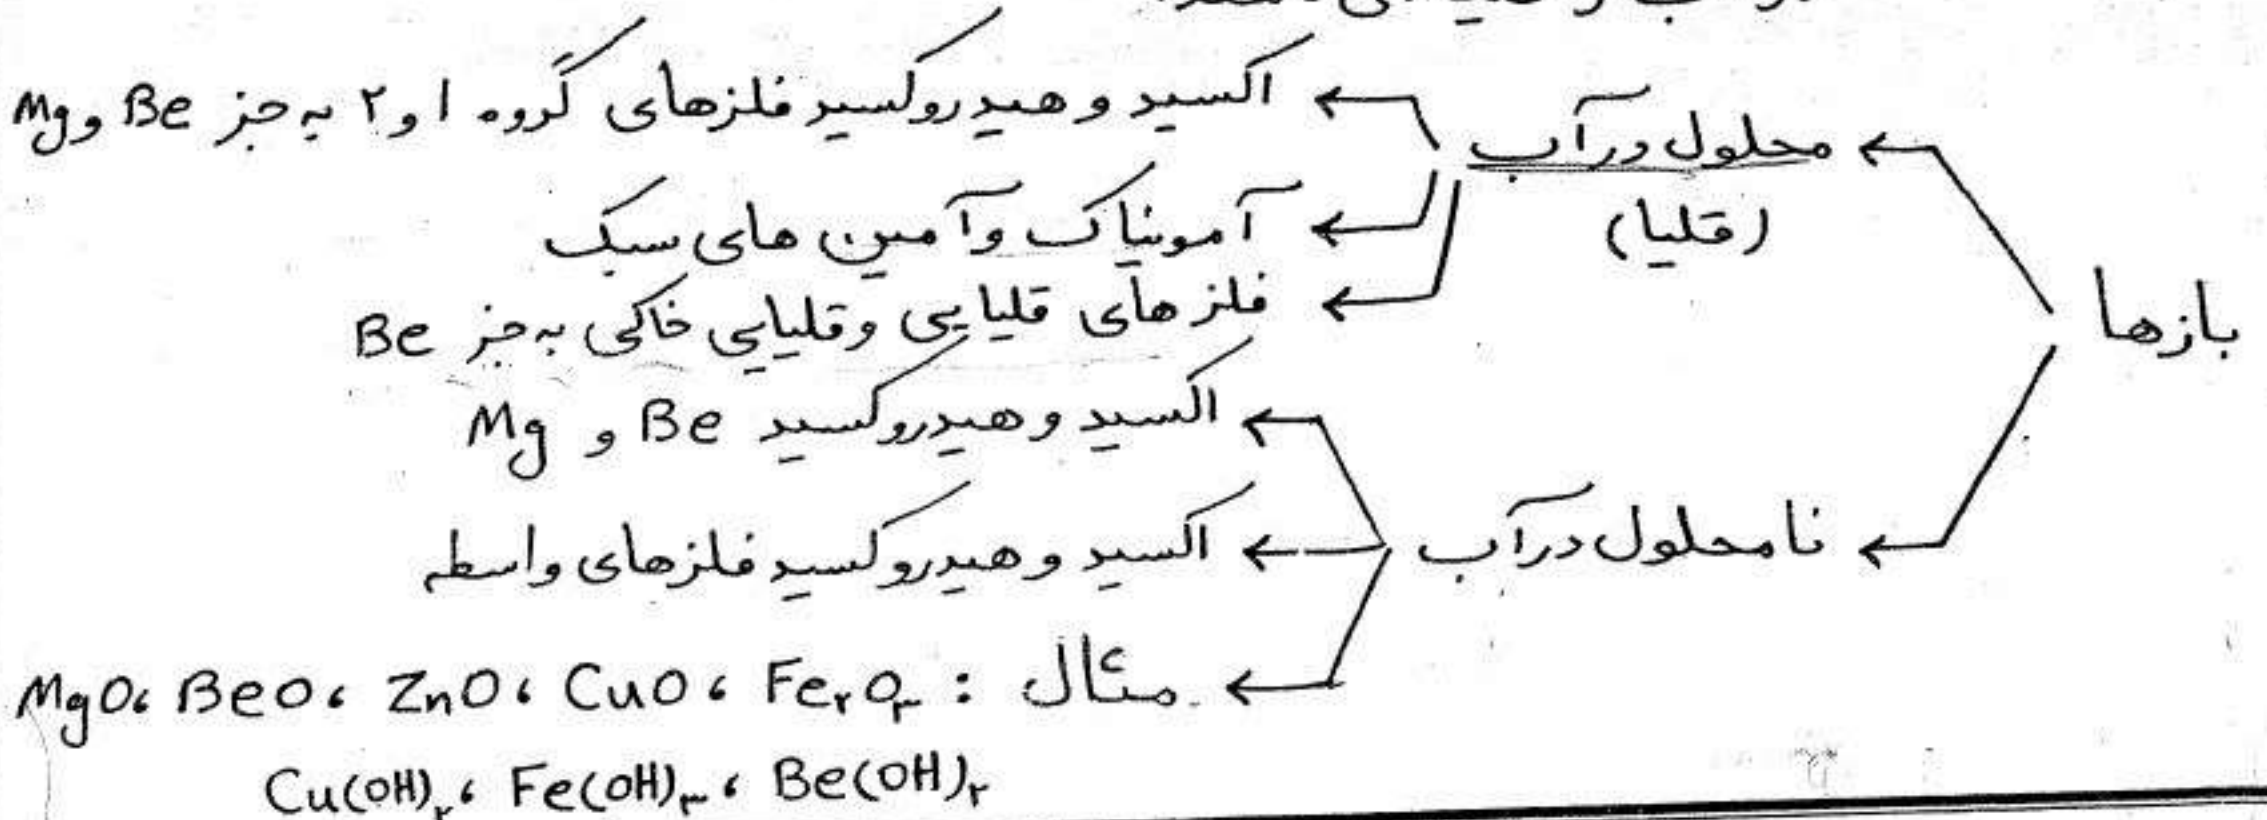 بازها
محلول در آب
(قلیا)
اکسید و هیدروکسید فلزهای گروه ۱ و ۲ به جز Be و Mg
آمونیاک و آمین های سبک
فلزهای قلیایی و قلیایی خاکی به جز Be
نا محلول در آب
اکسید و هیدروکسید Be و Mg
اکسید و هیدروکسید فلزهای واسطه
مثال : Fe۲O۳ ، CuO ، ZnO ، BeO ، MgO
Be(OH)۲ ، Fe(OH)۳ ، Cu(OH)۲